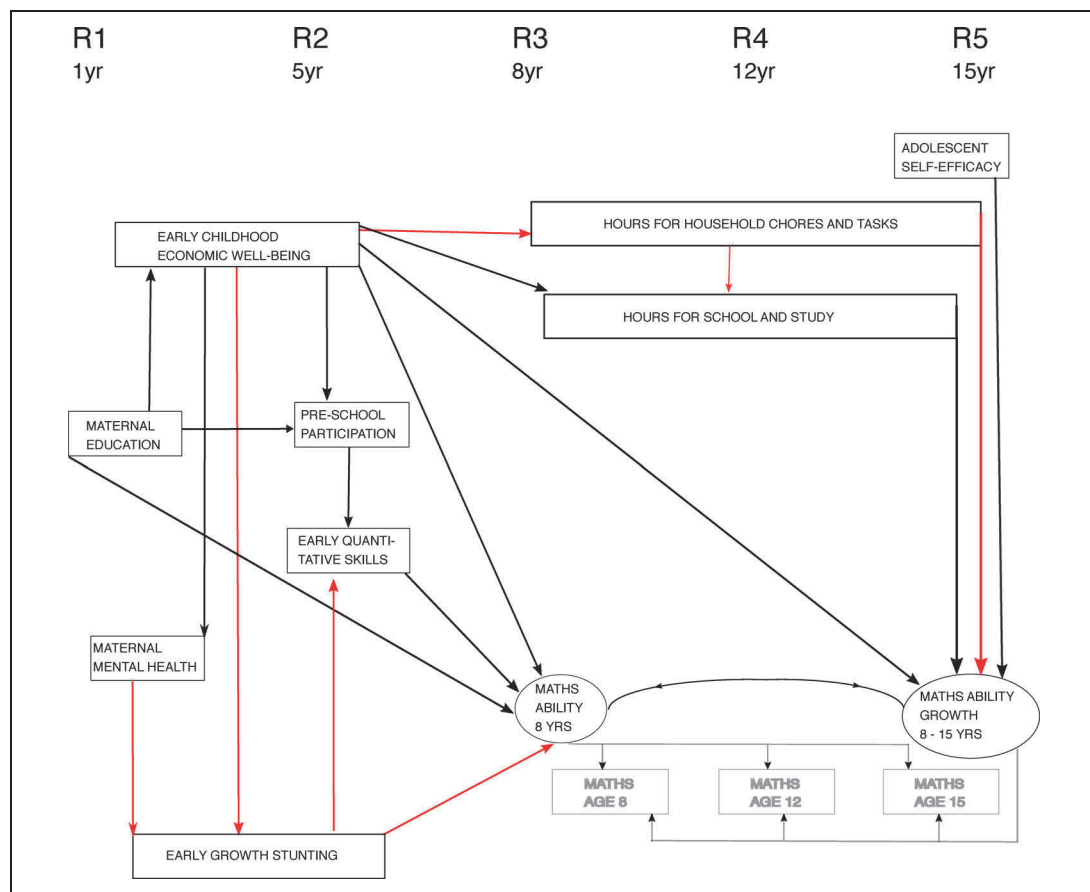 R1
R2
R3
R4
R5
1yr
5yr
8yr
12yr
15yr
ADOLESCENT
SELF-EFFICACY
HOURS FOR HOUSEHOLD CHORES AND TASKS
EARLY CHILDHOOD
ECONOMIC WELL-BEING
HOURS FOR SCHOOL AND STUDY
PRE-SCHOOL
PARTICIPATION
MATERNAL
EDUCATION
EARLY QUANTI-
TATIVE SKILLS
MATERNAL
MENTAL HEALTH
MATHS
ABILITY
8 YRS
MATHS ABILITY
GROWTH
8 - 15 YRS
MATHS
AGE 8
MATHS
AGE 12
MATHS
AGE 15
EARLY GROWTH STUNTING